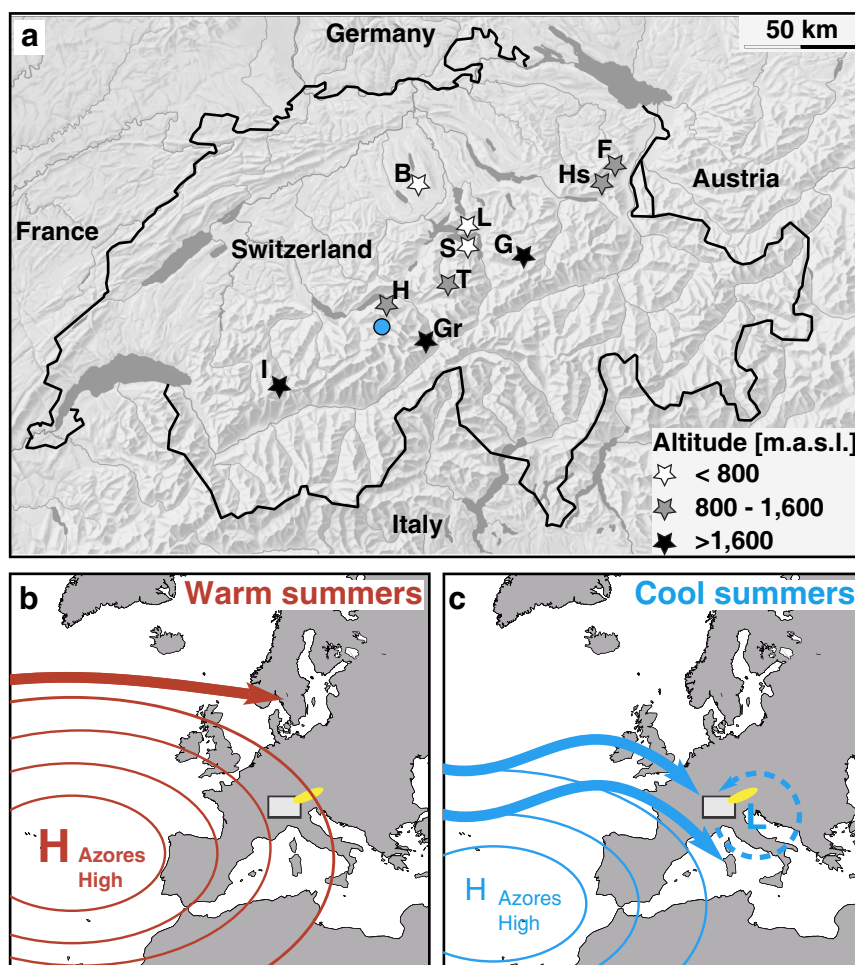 a
Germany
50 km
F
B
Hs
Austria
France
L
Switzerland
S
G
T
H
Gr
I
Altitude [m.a.s.l.]
< 800
800 - 1,600
>1,600
Italy
b
Warm summers
H Azores
High
c
Cool summers
L
H Azores
High